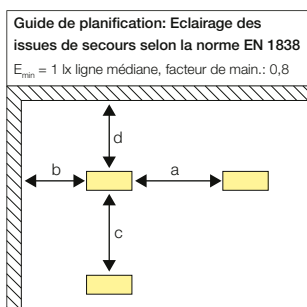 Guide de planification: Eclairage des
issues de secours selon la norme EN 1838
Emin = 1 lx ligne médiane, facteur de main.: 0,8
d
b
a
c